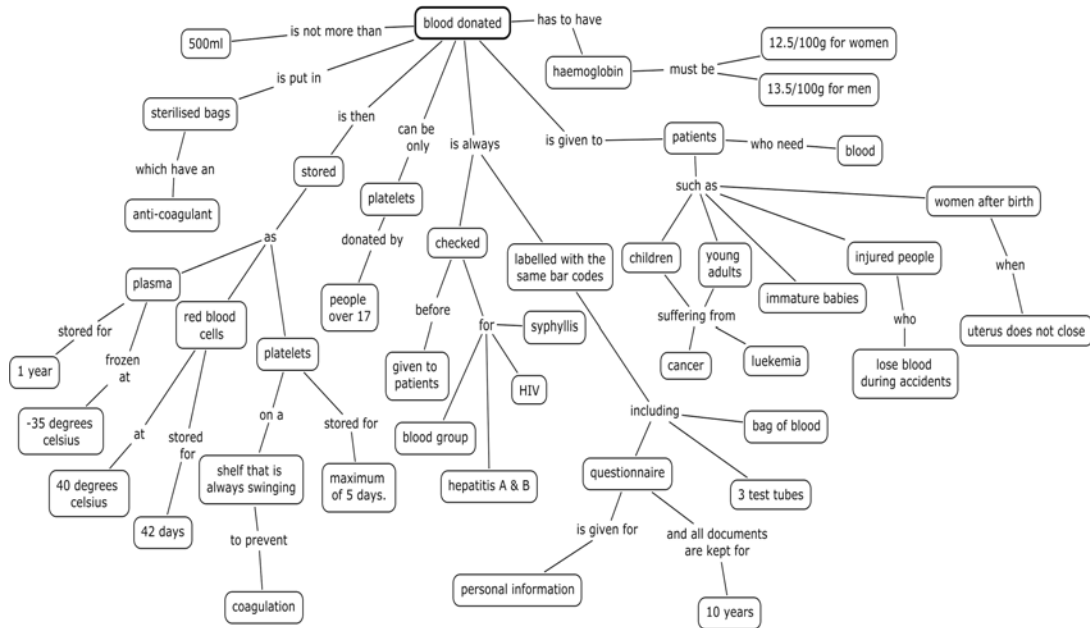 blood donated
is not more than
500ml
has to have
haemoglobin
must be
12.5/100g for women
13.5/100g for men
is put in
sterilised bags
which have an
anti-coagulant
is then
stored
as
plasma
stored for
1 year
frozen
at
-35 degrees
celsius
red blood
cells
at
40 degrees
celsius
stored
for
42 days
platelets
on a
shelf that is
always swinging
to prevent
coagulation
stored for
maximum
of 5 days.
can be
only
platelets
donated by
people
over 17
is always
checked
before
given to
patients
for
syphyllis
HIV
hepatitis A & B
blood group
labelled with the
same bar codes
including
bag of blood
3 test tubes
questionnaire
is given for
personal information
and all documents
are kept for
10 years
is given to
patients
who need
blood
such as
children
young
adults
suffering from
cancer
luekemia
immature babies
injured people
who
lose blood
during accidents
women after birth
when
uterus does not close